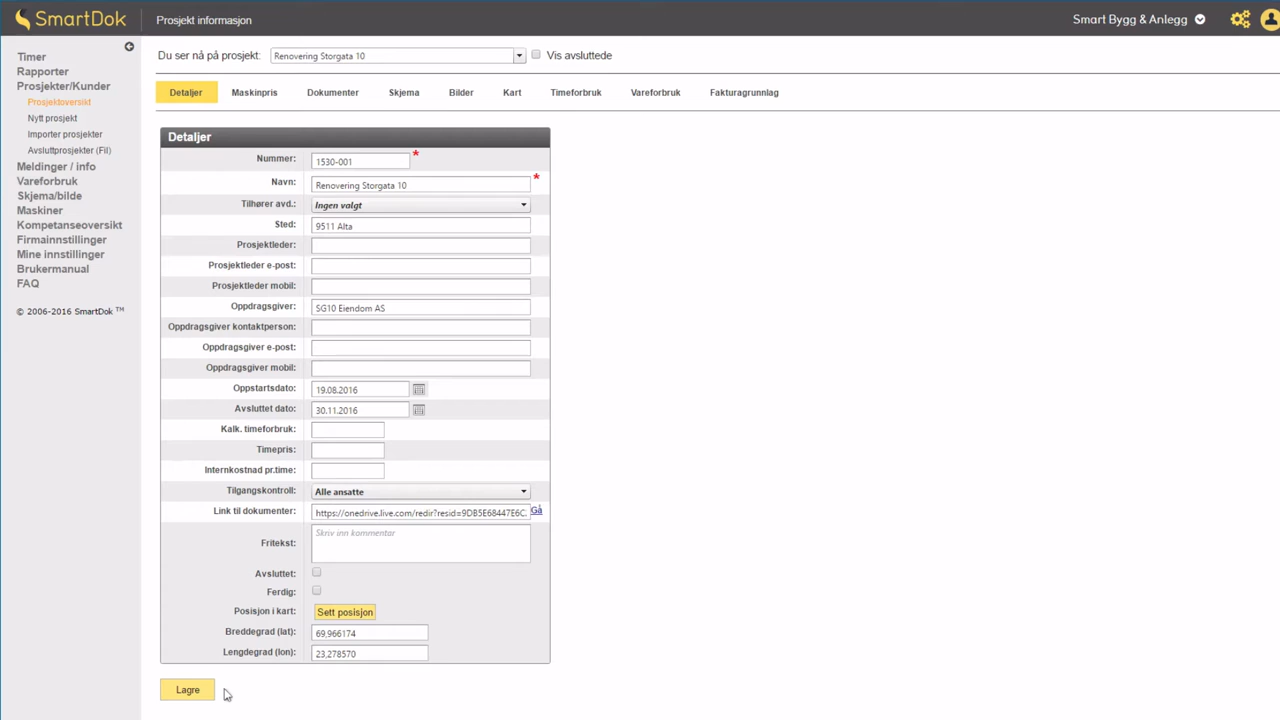 SmartDok
Prosjekt informasjon
Smart Bygg & Anlegg
Timer
Rapporter
Prosjekter/Kunder
Prosjektoversikt
Nytt prosjekt
Importer prosjekter
Avsluttprosjekter (Fil)
Meldinger / info
Vareforbruk
Skjema/bilde
Maskiner
Kompetanseoversikt
Firmainnstillinger
Mine innstillinger
Brukermanual
FAQ
© 2006-2016 SmartDok ™
Du ser nå på prosjekt: Renovering Storgata 10 Vis avsluttede
Detaljer Maskinpris Dokumenter Skjema Bilder Kart Timeforbruk Vareforbruk Fakturagrunnlag
Detaljer
Nummer: 1530-001 *
Navn: Renovering Storgata 10 *
Tilhører avd.: Ingen valgt
Sted: 9511 Alta
Prosjektleder:
Prosjektleder e-post:
Prosjektleder mobil:
Oppdragsgiver: SG10 Eiendom AS
Oppdragsgiver kontaktperson:
Oppdragsgiver e-post:
Oppdragsgiver mobil:
Oppstartsdato: 19.08.2016
Avsluttet dato: 30.11.2016
Kalk. timeforbruk:
Timepris:
Internkostnad pr.time:
Tilgangskontroll: Alle ansatte
Link til dokumenter: https://onedrive.live.com/redir?resid=9DB5E68447E6C. Gå
Fritekst: Skriv inn kommentar
Avsluttet:
Ferdig:
Posisjon i kart: Sett posisjon
Breddegrad (lat): 69,966174
Lengdegrad (lon): 23,278570
Lagre